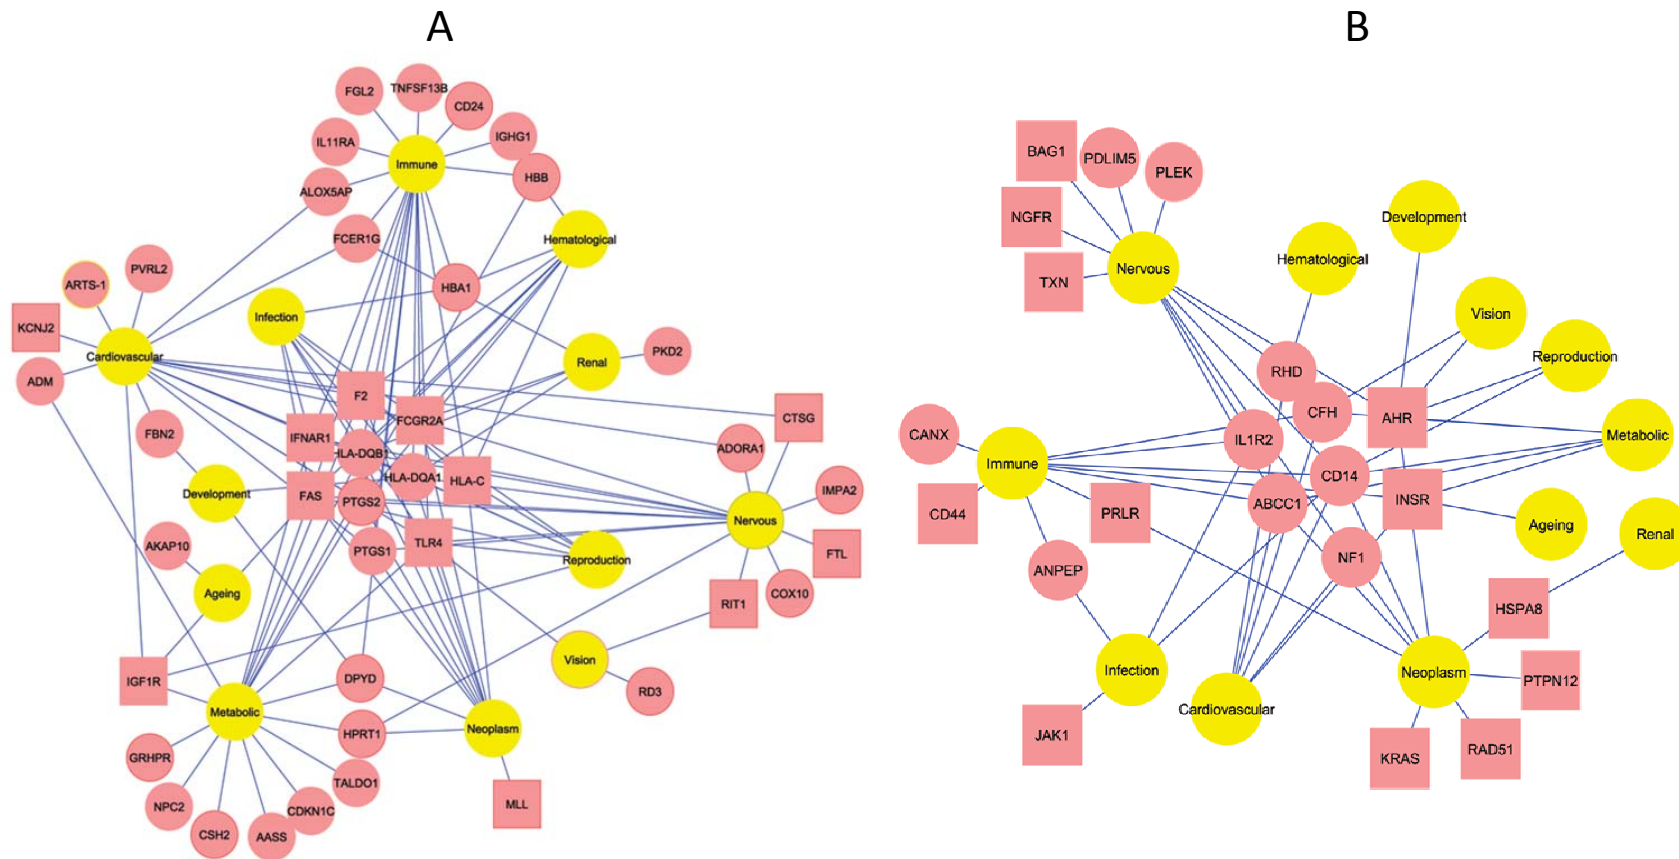 A
B
FGL2
TNFSF13B
CD24
IL11RA
IGHG1
Immune
HBB
ALOX5AP
FCER1G
Hematological
PVRL2
ARTS-1
HBA1
KCNJ2
Infection
Cardiovascular
Renal
PKD2
ADM
F2
FCGR2A
CTSG
FBN2
IFNAR1
HLA-DQB1
ADORA1
HLA-DQA1
HLA-C
Development
FAS
PTGS2
IMPA2
Nervous
AKAP10
PTGS1
TLR4
Reproduction
FTL
Ageing
RIT1
COX10
Vision
IGF1R
DPYD
RD3
Metabolic
HPRT1
Neoplasm
GRHPR
TALDO1
NPC2
CDKN1C
MLL
CSH2
AASS
BAG1
PDLIM5
PLEK
NGFR
Development
Nervous
Hematological
TXN
Vision
RHD
Reproduction
CFH
AHR
CANX
IL1R2
Metabolic
Immune
CD14
CD44
PRLR
ABCC1
INSR
Ageing
Renal
ANPEP
NF1
HSPA8
Infection
Neoplasm
PTPN12
Cardiovascular
JAK1
KRAS
RAD51